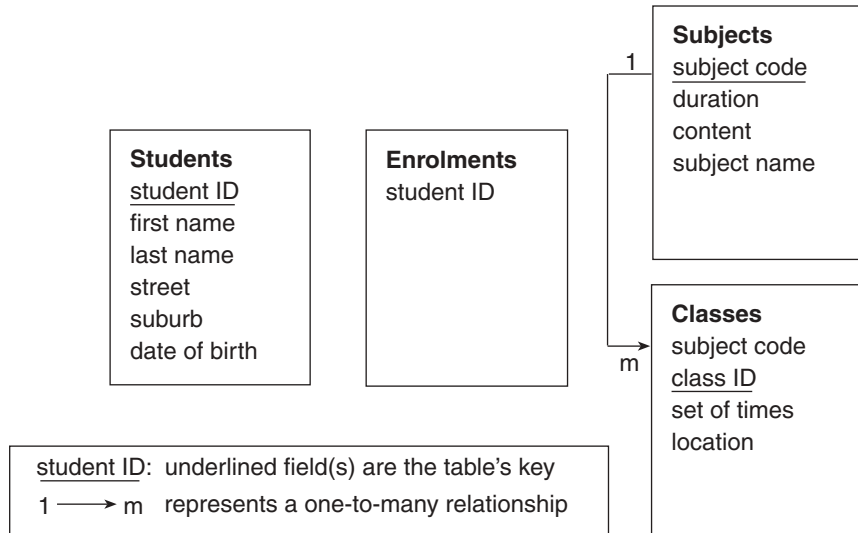 Students
student ID
first name
last name
street
suburb
date of birth
Enrolments
student ID
1
Subjects
subject code
duration
content
subject name
m
Classes
subject code
class ID
set of times
location
student ID: underlined field(s) are the table's key
1 m represents a one-to-many relationship